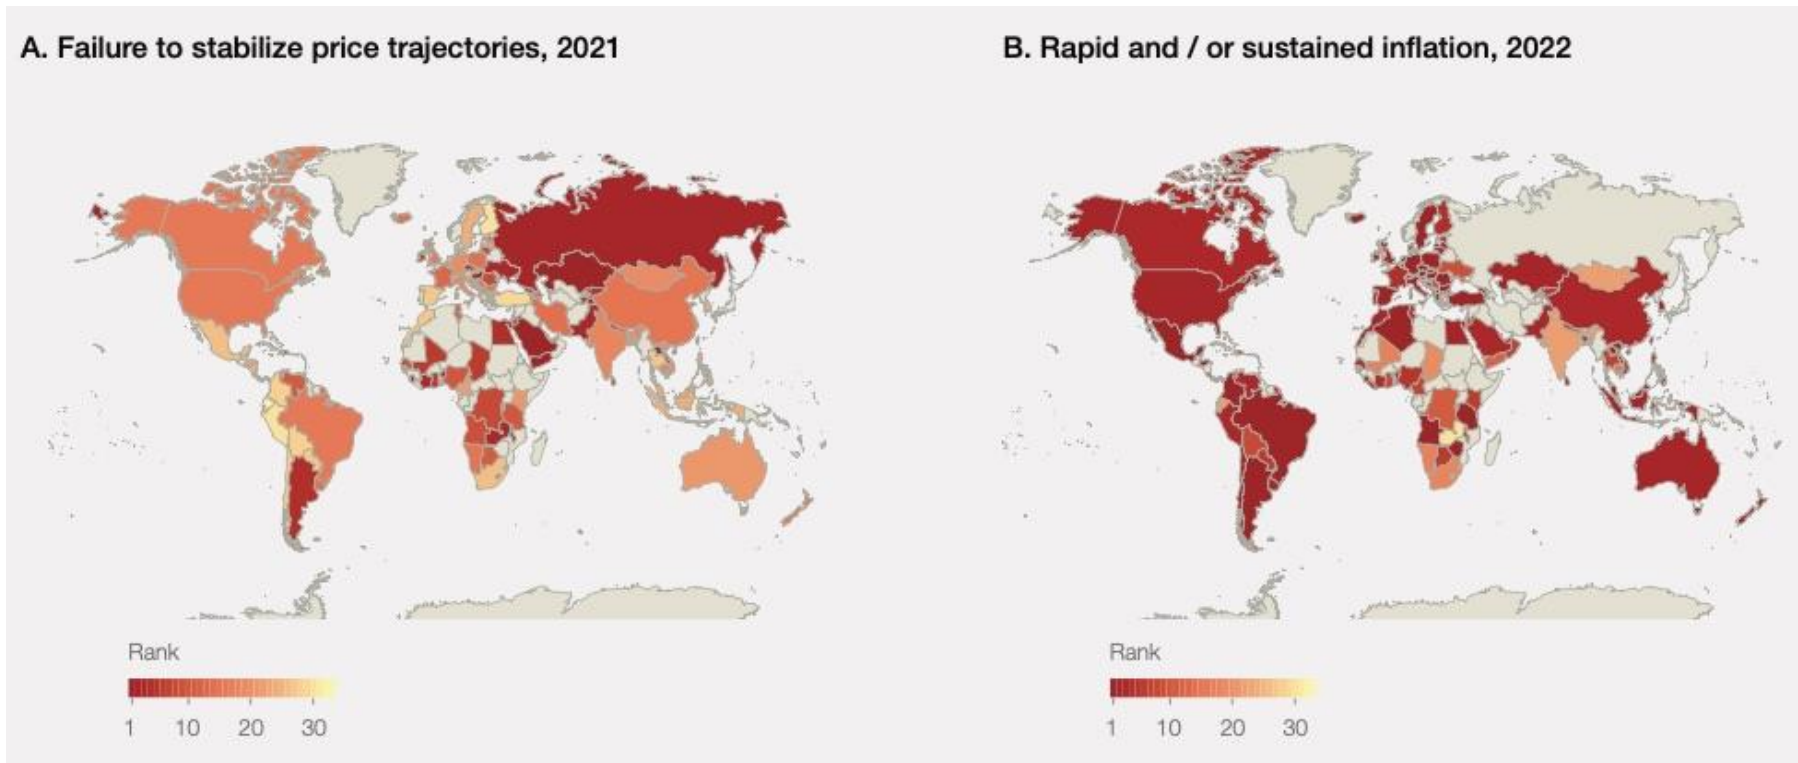 A. Failure to stabilize price trajectories, 2021
B. Rapid and / or sustained inflation, 2022
Rank
1 10 20 30
Rank
1 10 20 30